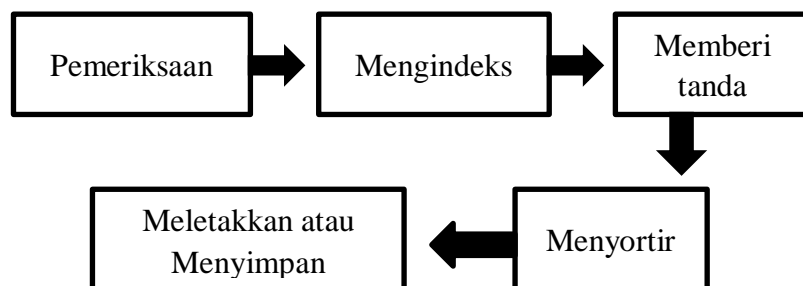 Pemeriksaan
Mengindeks
Memberi
tanda
Menyortir
Meletakkan atau
Menyimpan